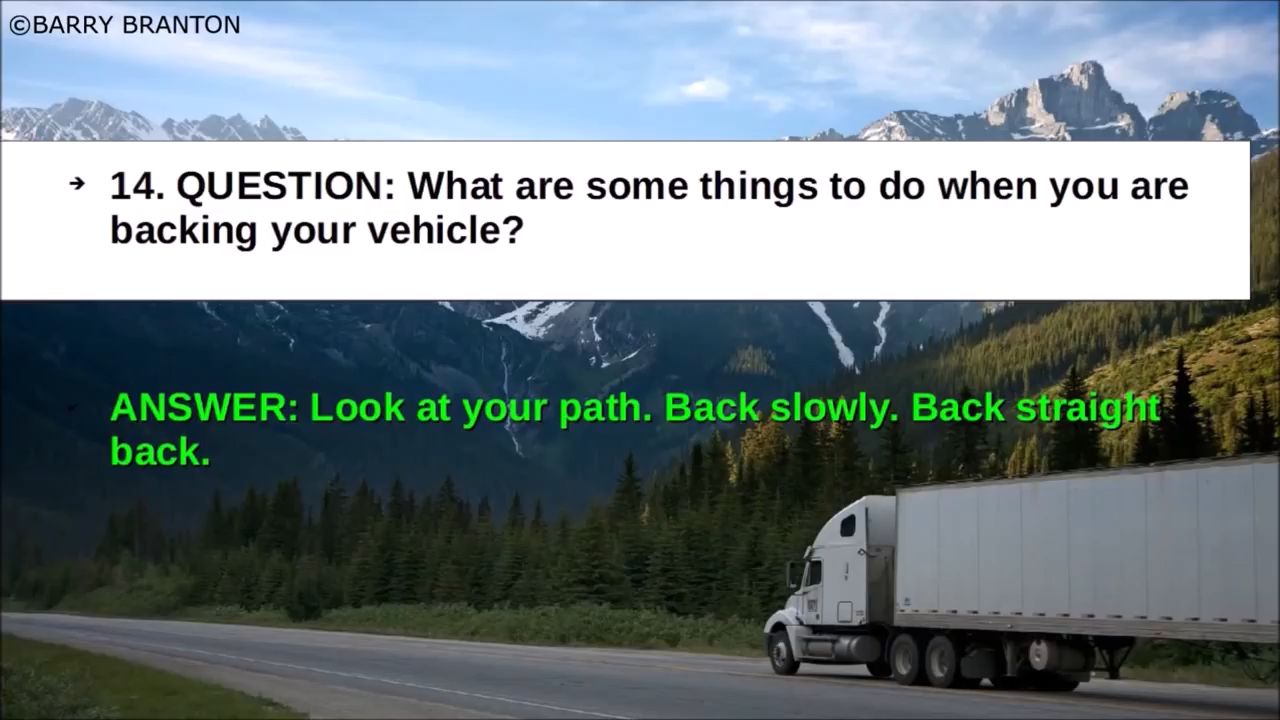 ©BARRY BRANTON
➔ 14. QUESTION: What are some things to do when you are
backing your vehicle?
ANSWER: Look at your path. Back slowly. Back straight
back.